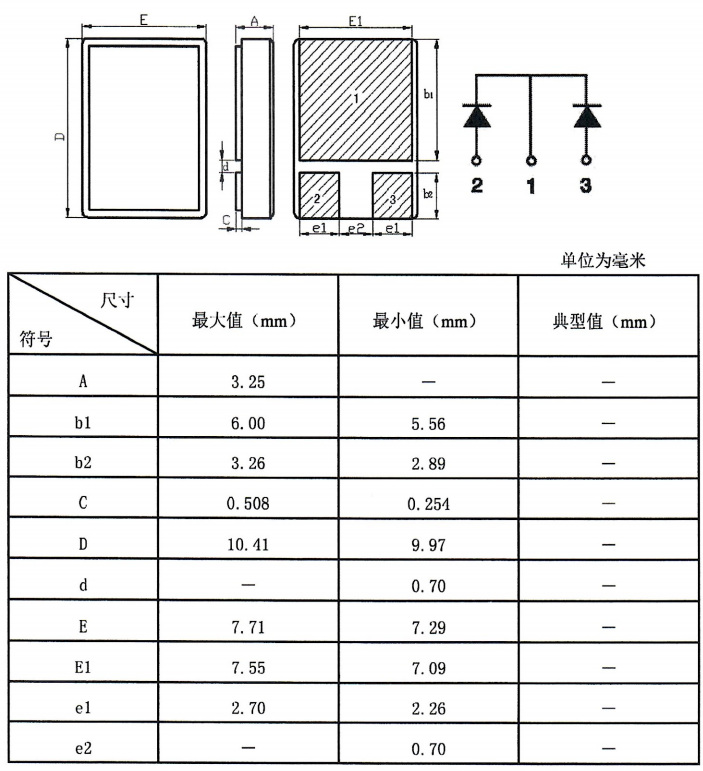 E
A
E1
D
d
C
1
b1
2
3
b2
e1
e2
e1
2
1
3
单位为毫米
尺寸
符号
最大值（mm）
最小值（mm）
典型值（mm）
A 3.25 — —
b1 6.00 5.56 —
b2 3.26 2.89 —
C 0.508 0.254 —
D 10.41 9.97 —
d — 0.70 —
E 7.71 7.29 —
E1 7.55 7.09 —
e1 2.70 2.26 —
e2 — 0.70 —